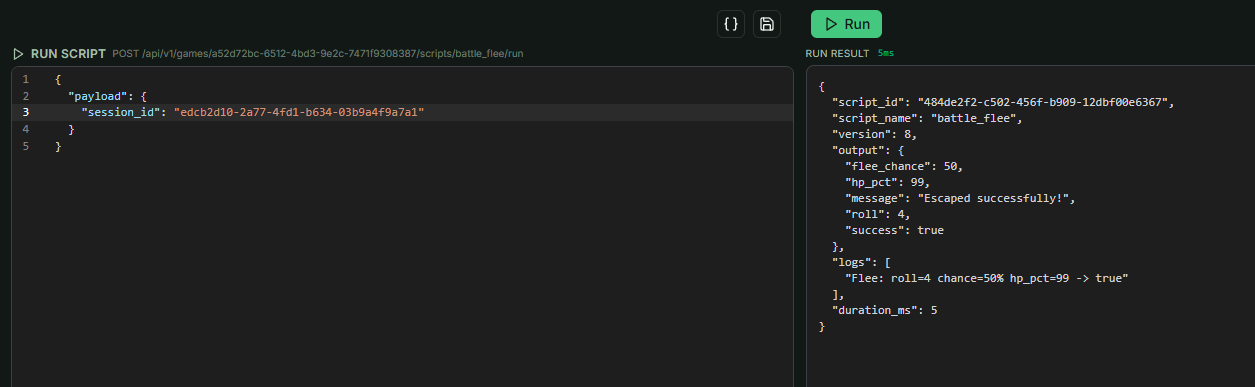 {}
Run
RUN SCRIPT POST /api/v1/games/a52d72bc-6512-4bd3-9e2c-7471f9308387/scripts/battle_flee/run
1 {
2 "payload": {
3 "session_id": "edcb2d10-2a77-4fd1-b634-03b9a4f9a7a1"
4 }
5 }
RUN RESULT 5ms
{
"script_id": "484de2f2-c502-456f-b909-12dbf00e6367",
"script_name": "battle_flee",
"version": 8,
"output": {
"flee_chance": 50,
"hp_pct": 99,
"message": "Escaped successfully!",
"roll": 4,
"success": true
},
"logs": [
"Flee: roll=4 chance=50% hp_pct=99 -> true"
],
"duration_ms": 5
}